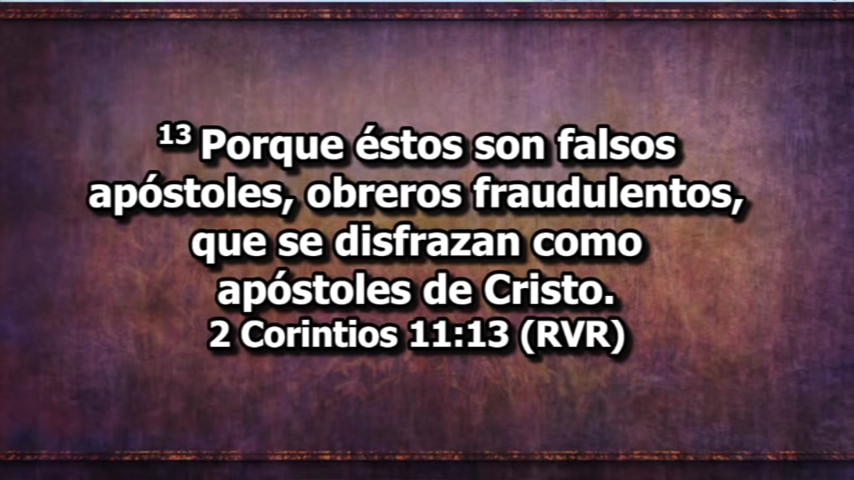 13 Porque éstos son falsos
apóstoles, obreros fraudulentos,
que se disfrazan como
apóstoles de Cristo.
2 Corintios 11:13 (RVR)